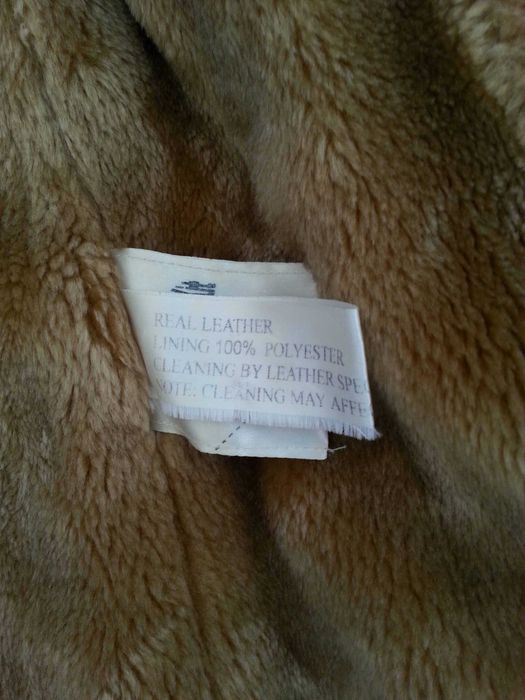 REAL LEATHER
LINING 100% POLYESTER
CLEANING BY LEATHER SPE
NOTE: CLEANING MAY AFFE